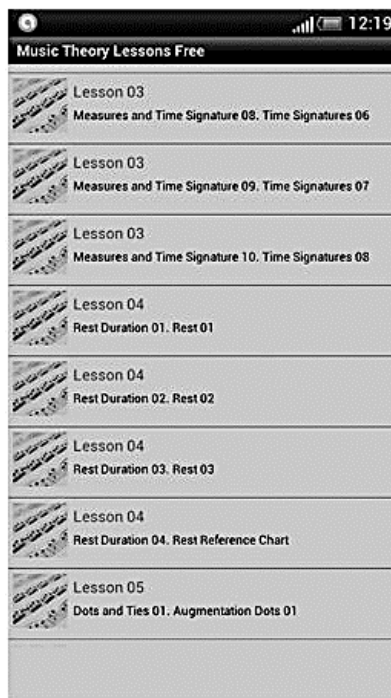 12:19
Music Theory Lessons Free
Lesson 03
Measures and Time Signature 08. Time Signatures 06
Lesson 03
Measures and Time Signature 09. Time Signatures 07
Lesson 03
Measures and Time Signature 10. Time Signatures 08
Lesson 04
Rest Duration 01. Rest 01
Lesson 04
Rest Duration 02. Rest 02
Lesson 04
Rest Duration 03. Rest 03
Lesson 04
Rest Duration 04. Rest Reference Chart
Lesson 05
Dots and Ties 01. Augmentation Dots 01